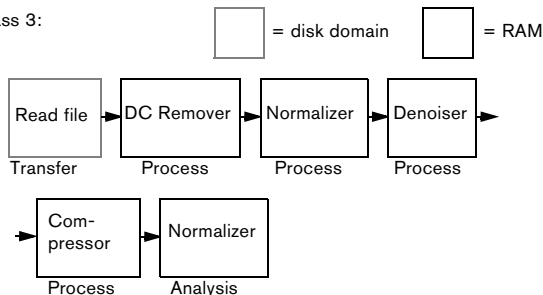 ss 3:
= disk domain
= RAM
Read file
DC Remover
Normalizer
Denoiser
Transfer
Process
Process
Process
Com-
pressor
Normalizer
Process
Analysis